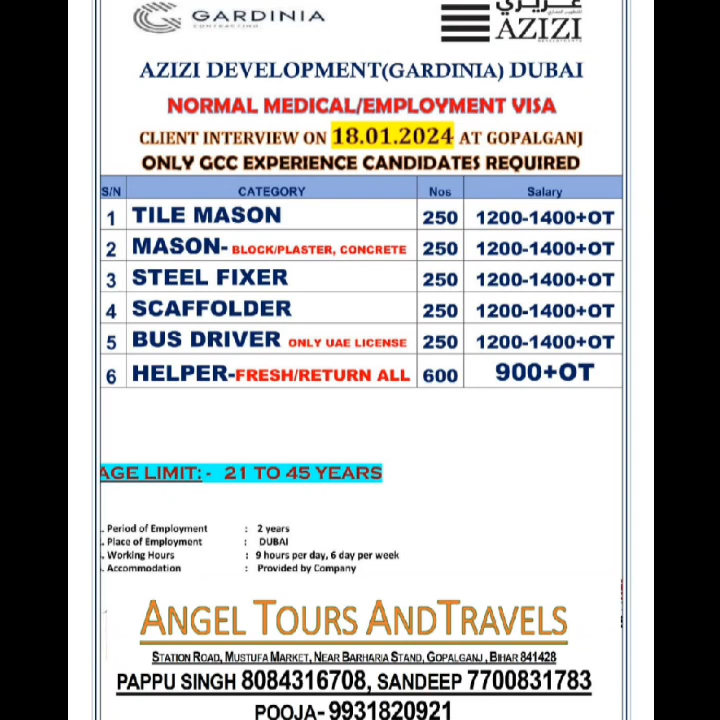 GARDINIA
CONTRACTING
عزيزي
AZIZI
DEVELOPMENTS
AZIZI DEVELOPMENT(GARDINIA) DUBAI
NORMAL MEDICAL/EMPLOYMENT VISA
CLIENT INTERVIEW ON 18.01.2024 AT GOPALGANJ
ONLY GCC EXPERIENCE CANDIDATES REQUIRED
S/N CATEGORY Nos Salary
1 TILE MASON 250 1200-1400+OT
2 MASON- BLOCK/PLASTER, CONCRETE 250 1200-1400+OT
3 STEEL FIXER 250 1200-1400+OT
4 SCAFFOLDER 250 1200-1400+OT
5 BUS DRIVER ONLY UAE LICENSE 250 1200-1400+OT
6 HELPER-FRESH/RETURN ALL 600 900+OT
AGE LIMIT:- 21 TO 45 YEARS
. Period of Employment : 2 years
. Place of Employment : DUBAI
. Working Hours : 9 hours per day, 6 day per week
. Accommodation : Provided by Company
ANGEL TOURS ANDTRAVELS
STATION ROAD, MUSTUFA MARKET, NEAR BARHARIA STAND, GOPALGANJ, BIHAR 841428
PAPPU SINGH 8084316708, SANDEEP 7700831783
POOJA- 9931820921